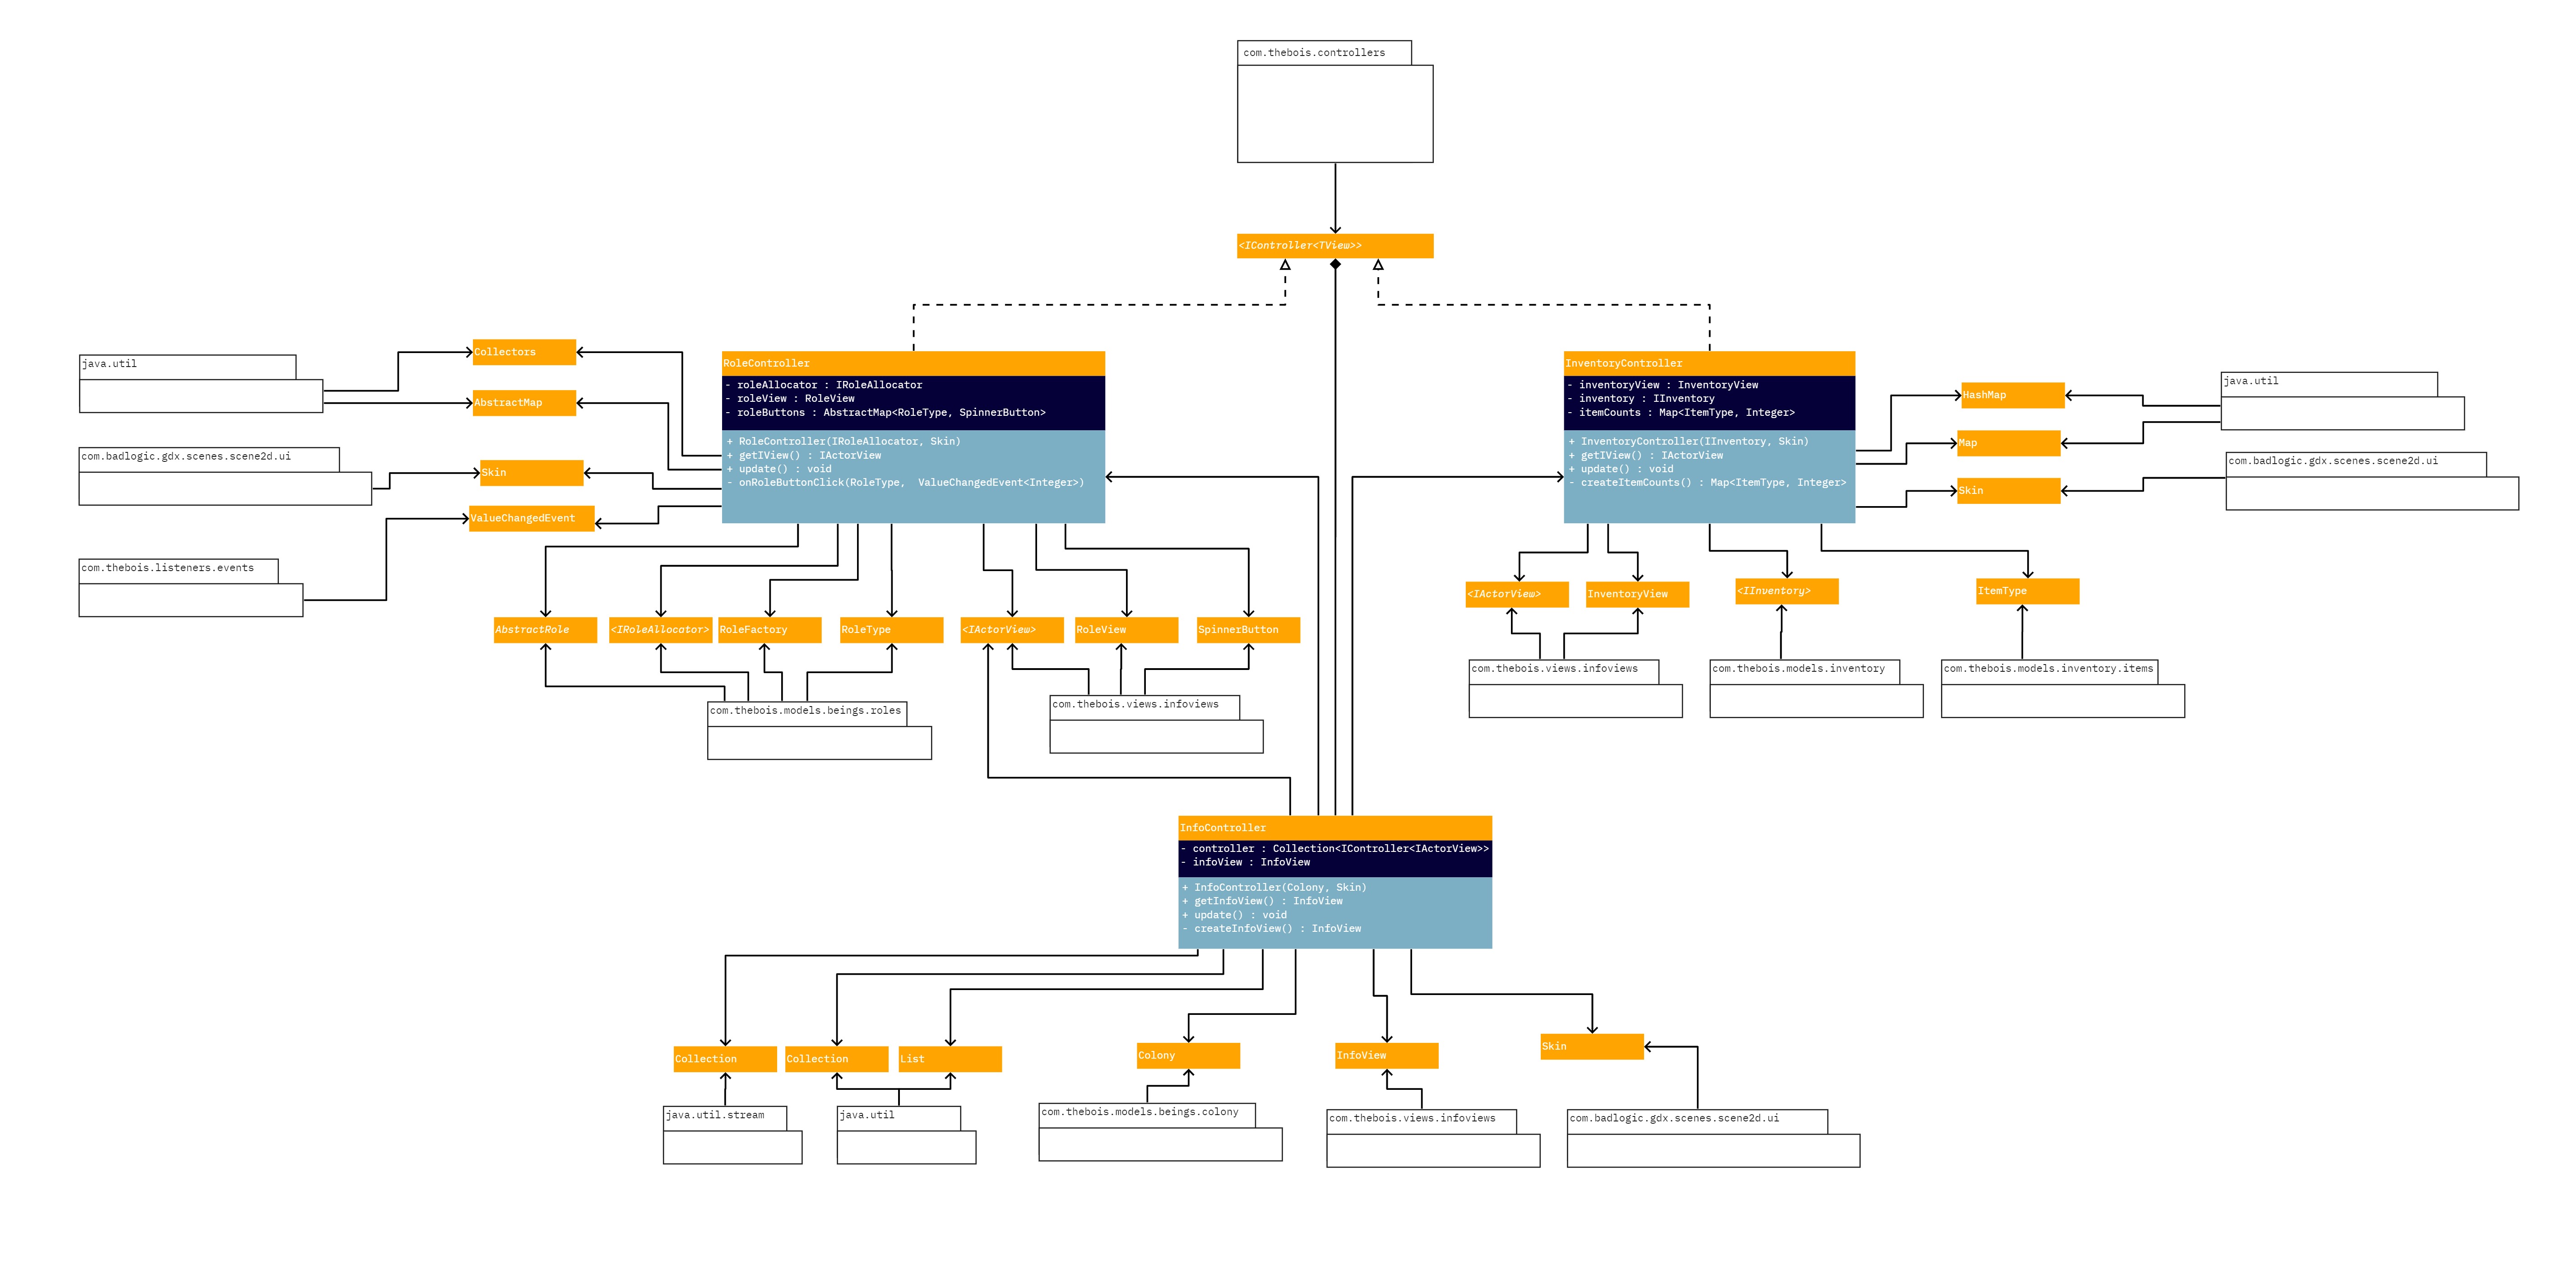 com.thebois.controllers
<IController<TView>>
java.util
Collectors
AbstractMap
com.badlogic.gdx.scenes.scene2d.ui
Skin
ValueChangedEvent
com.thebois.listeners.events
RoleController
- roleAllocator : IRoleAllocator
- roleView : RoleView
- roleButtons : AbstractMap<RoleType, SpinnerButton>
+ RoleController(IRoleAllocator, Skin)
+ getIView() : IActorView
+ update() : void
- onRoleButtonClick(RoleType,  ValueChangedEvent<Integer>)
InventoryController
- inventoryView : InventoryView
- inventory : IInventory
- itemCounts : Map<ItemType, Integer>
+ InventoryController(IInventory, Skin)
+ getIView() : IActorView
+ update() : void
- createItemCounts() : Map<ItemType, Integer>
HashMap
Map
Skin
java.util
com.badlogic.gdx.scenes.scene2d.ui
AbstractRole
<IRoleAllocator>
RoleFactory
RoleType
<IActorView>
RoleView
SpinnerButton
com.thebois.models.beings.roles
com.thebois.views.infoviews
<IActorView>
InventoryView
<IInventory>
ItemType
com.thebois.views.infoviews
com.thebois.models.inventory
com.thebois.models.inventory.items
InfoController
- controller : Collection<IController<IActorView>>
- infoView : InfoView
+ InfoController(Colony, Skin)
+ getInfoView() : InfoView
+ update() : void
- createInfoView() : InfoView
Collection
Collection
List
Colony
InfoView
Skin
java.util.stream
java.util
com.thebois.models.beings.colony
com.thebois.views.infoviews
com.badlogic.gdx.scenes.scene2d.ui